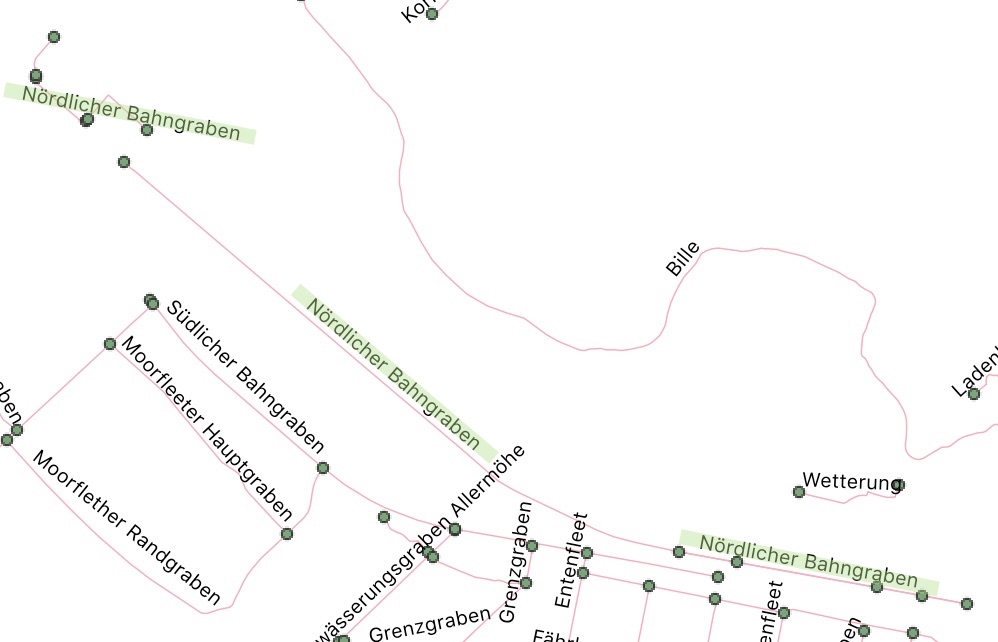 Nördlicher Bahngraben
Bille
Südlicher Bahngraben
Nördlicher Bahngraben
Moorfleeter Hauptgraben
Moorflether Randgraben
Wetterung
Allermöhe
Grenzgraben
Entenfleet
Nördlicher Bahngraben
Grenzgraben